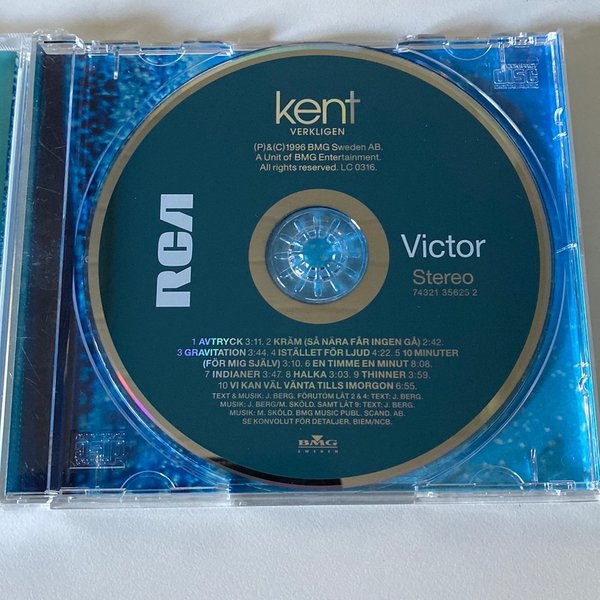 kent
VERKLIGEN
(P)&(C)1996 BMG Sweden AB.
A Unit of BMG Entertainment.
All rights reserved. LC 0316.
RCA
Victor
Stereo
74321 35625 2
1 AVTRYCK 3:11. 2 KRÄM (SÅ NÄRA FÅR INGEN GÅ) 2:42.
3 GRAVITATION 3:44. 4 ISTÄLLET FÖR LJUD 4:22. 5 10 MINUTER
(FÖR MIG SJÄLV) 3:10. 6 EN TIMME EN MINUT 8:08.
7 INDIANER 3:47. 8 HALKA 3:03. 9 THINNER 3:59.
10 VI KAN VÄL VÄNTA TILLS IMORGON 6:55.
TEXT & MUSIK: J. BERG. FÖRUTOM LÅT 2 & 4: TEXT: J. BERG.
MUSIK: J. BERG/M. SKÖLD. SAMT LÅT 9: TEXT: J. BERG.
MUSIK: M. SKÖLD. BMG MUSIC PUBL. SCAND. AB.
SE KONVOLUT FÖR DETALJER. BIEM/NCB.
BMG
SWEDEN